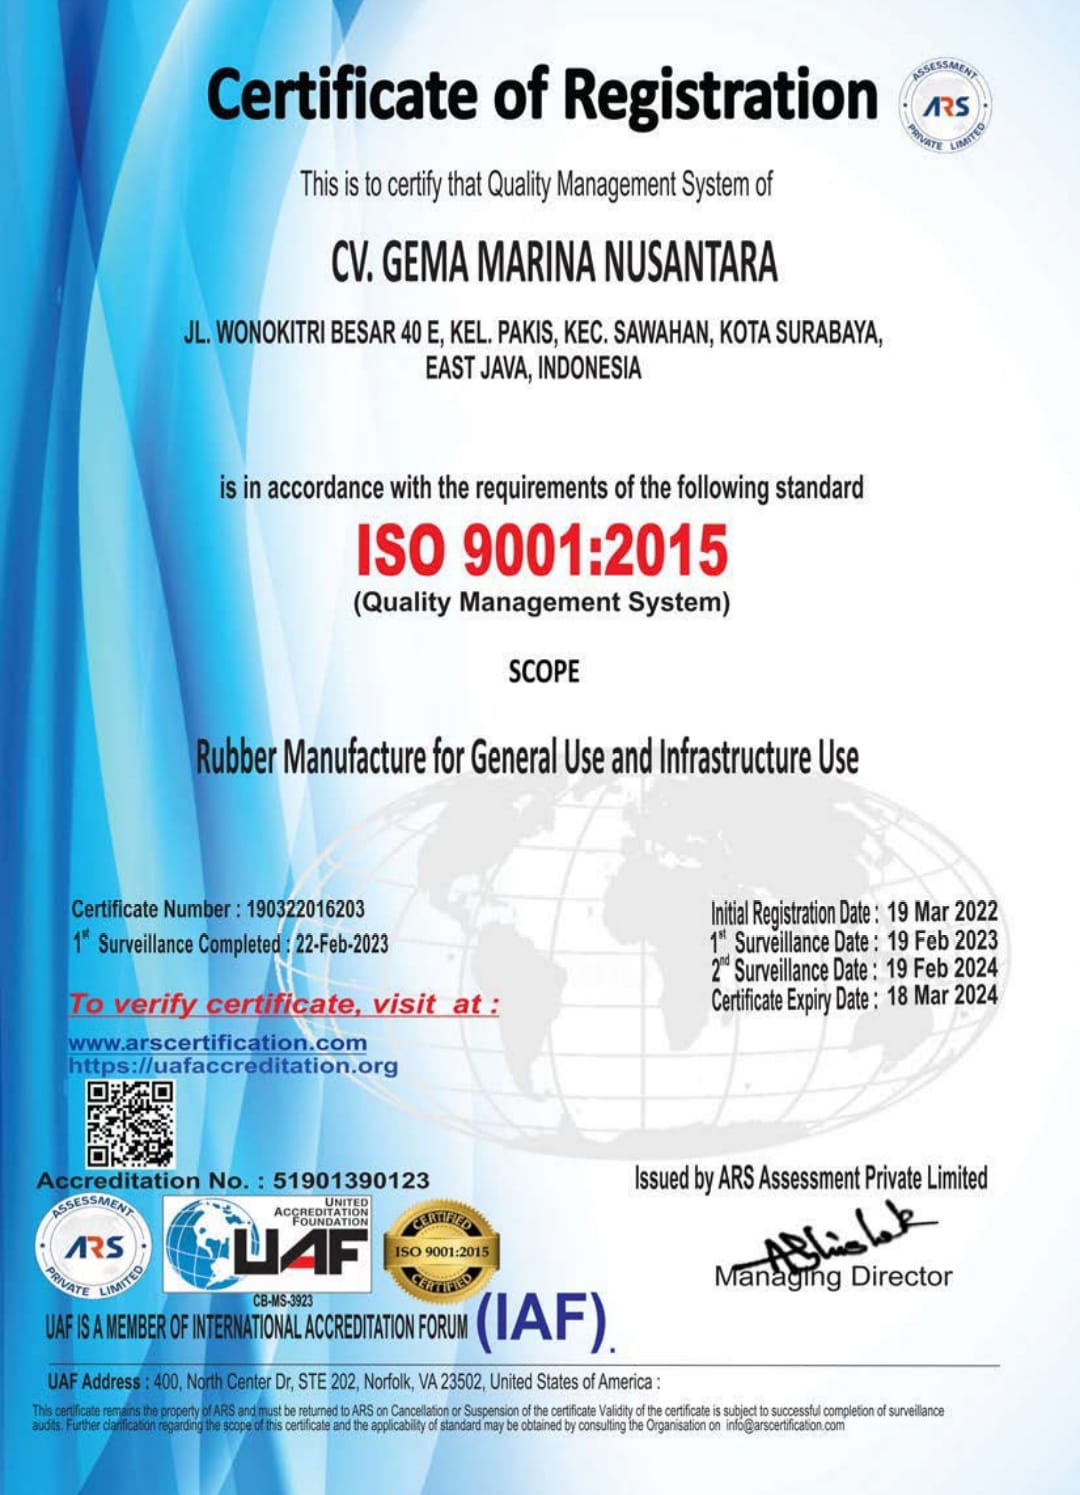 Certificate of Registration
ASSESSMENT
ARS
PRIVATE LIMITED
This is to certify that Quality Management System of
CV. GEMA MARINA NUSANTARA
JL. WONOKITRI BESAR 40 E, KEL. PAKIS, KEC. SAWAHAN, KOTA SURABAYA,
EAST JAVA, INDONESIA
is in accordance with the requirements of the following standard
ISO 9001:2015
(Quality Management System)
SCOPE
Rubber Manufacture for General Use and Infrastructure Use
Certificate Number : 190322016203
1st Surveillance Completed : 22-Feb-2023
Initial Registration Date : 19 Mar 2022
1st Surveillance Date : 19 Feb 2023
2nd Surveillance Date : 19 Feb 2024
Certificate Expiry Date : 18 Mar 2024
To verify certificate, visit at :
www.arscertification.com
https://uafaccreditation.org
Accreditation No. : 51901390123
ASSESSMENT
ARS
PRIVATE LIMITED
UNITED
ACCREDITATION
FOUNDATION
UAF
CB-MS-3923
CERTIFIED
ISO 9001:2015
CERTIFIED
Issued by ARS Assessment Private Limited
Abhishek
Managing Director
UAF IS A MEMBER OF INTERNATIONAL ACCREDITATION FORUM (IAF).
UAF Address : 400, North Center Dr, STE 202, Norfolk, VA 23502, United States of America :
This certificate remains the property of ARS and must be returned to ARS on Cancellation or Suspension of the certificate Validity of the certificate is subject to successful completion of surveillance
audits. Further clarification regarding the scope of this certificate and the applicability of standard may be obtained by consulting the Organisation on info@arscertification.com